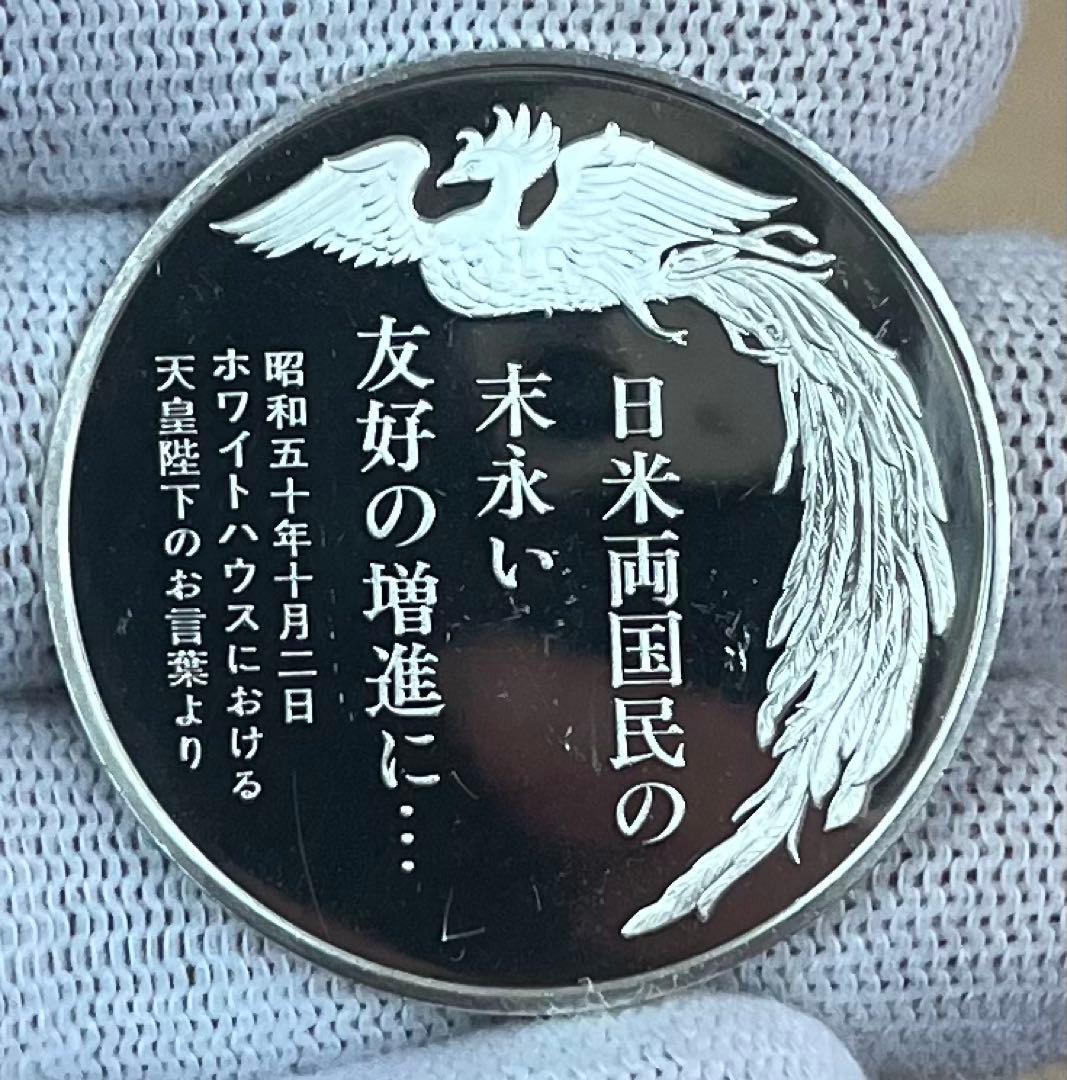 日米両国民の
末永い
友好の増進に…
昭和五十年十月二日
ホワイトハウスにおける
天皇陛下のお言葉より